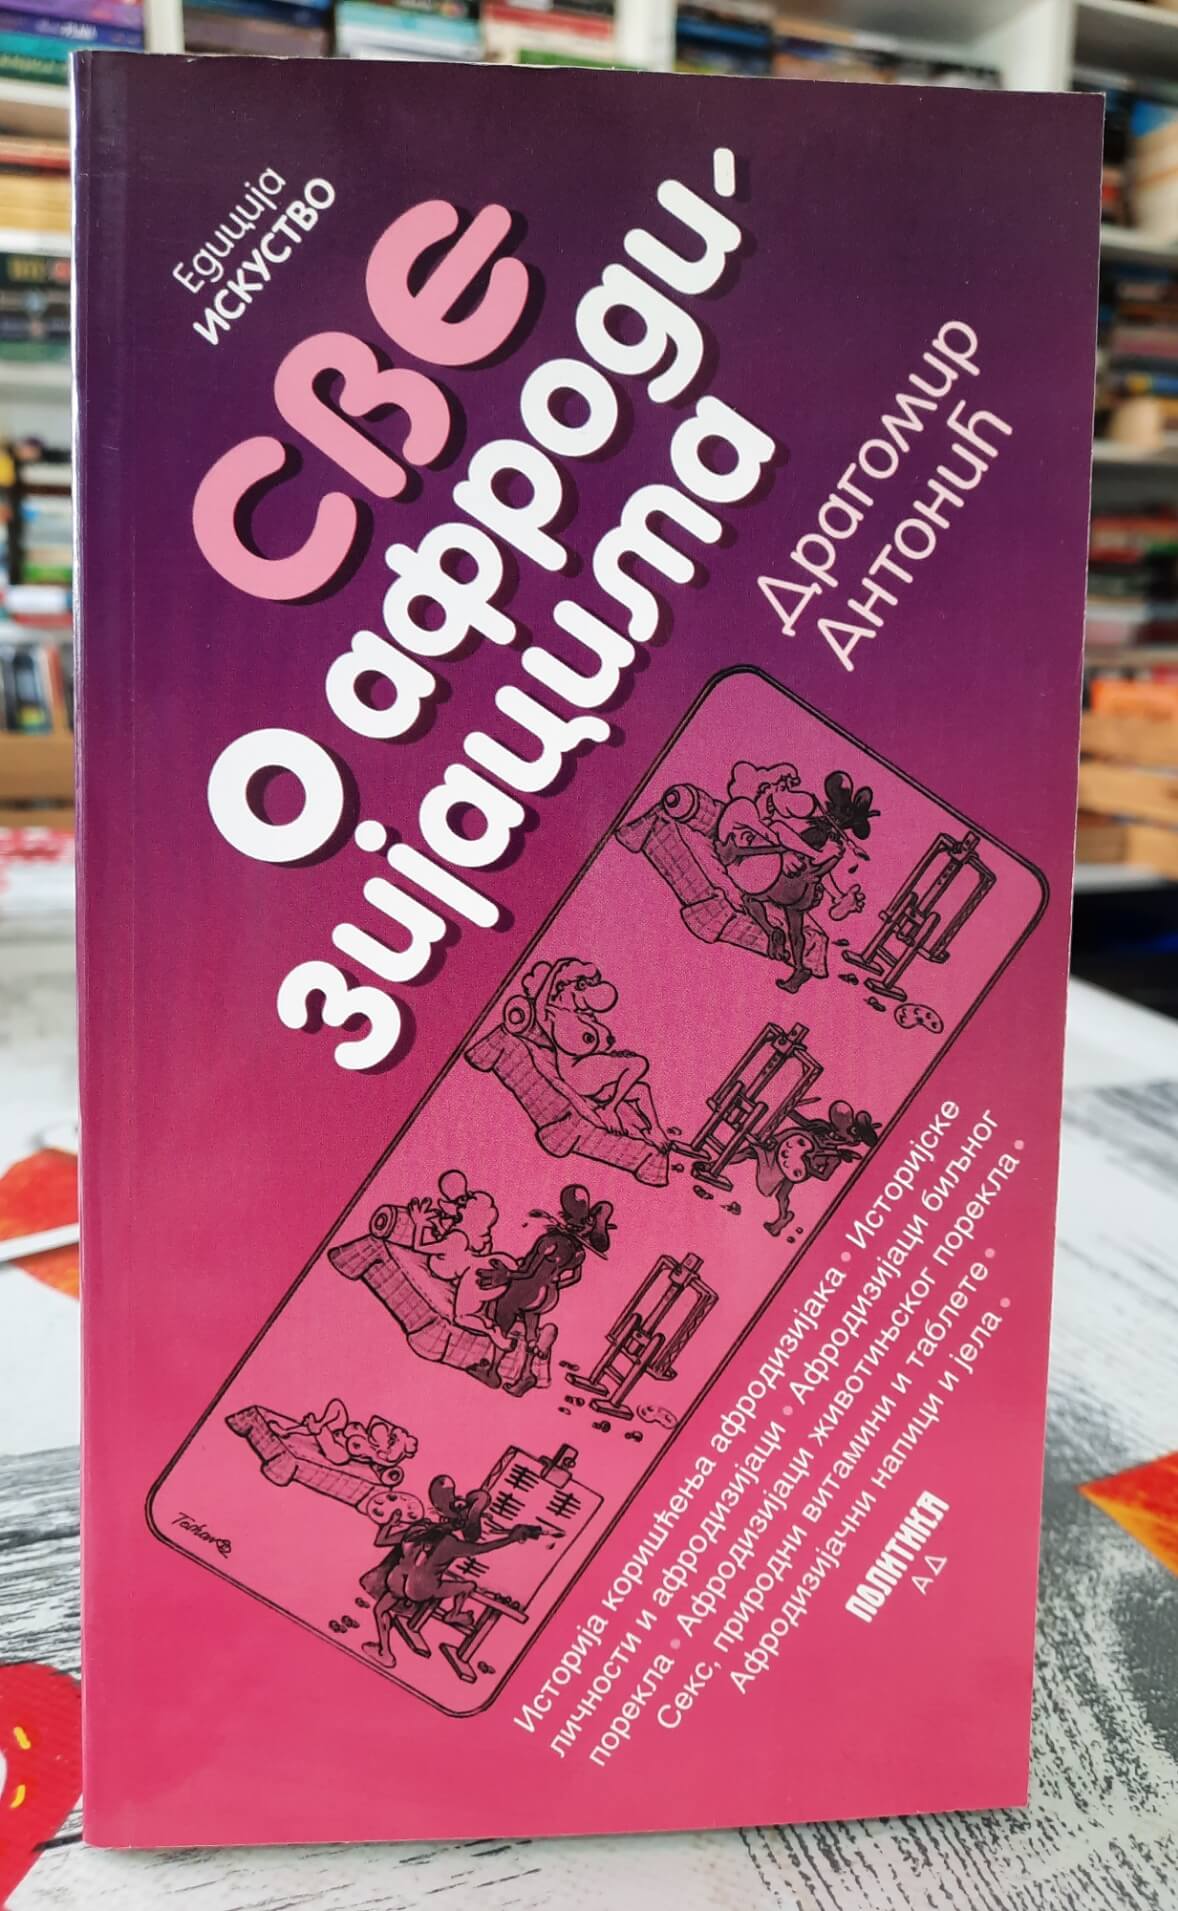 Едиција
ИСКУСТВО
СВЕ
О афроди-
зијацима
Драгомир
Антонић
Историја коришћења афродизијака • Историјске
личности и афродизијаци • Афродизијаци биљног
порекла • Афродизијаци животињског порекла •
Секс, природни витамини и таблете •
Афродизијачни напици и јела •
ПОЛИТИКА
АД